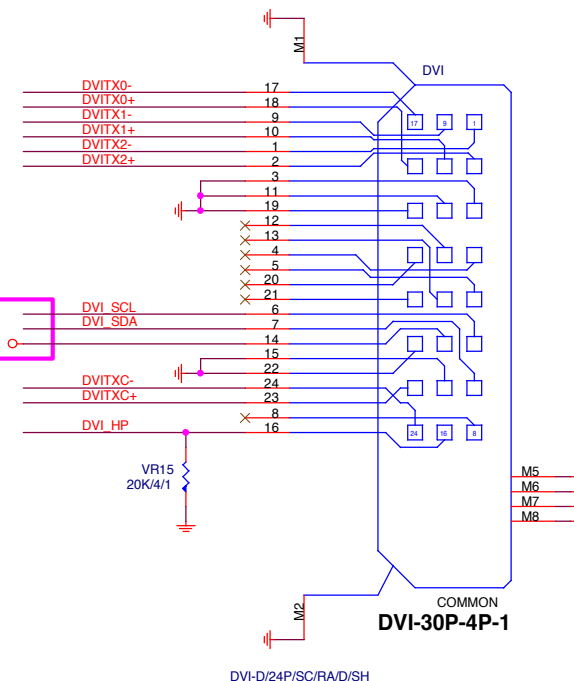 M1
DVI
DVITX0- 17
DVITX0+ 18
DVITX1- 9
DVITX1+ 10
DVITX2- 1
DVITX2+ 2
17 9 1
3
11
19
12
13
4
5
20
21
DVI_SCL 6
DVI_SDA 7
14
15
22
DVITXC- 24
DVITXC+ 23
8
DVI_HP 16
24 16 8
VR15
20K/4/1
M5
M6
M7
M8
M2
COMMON
DVI-30P-4P-1
DVI-D/24P/SC/RA/D/SH